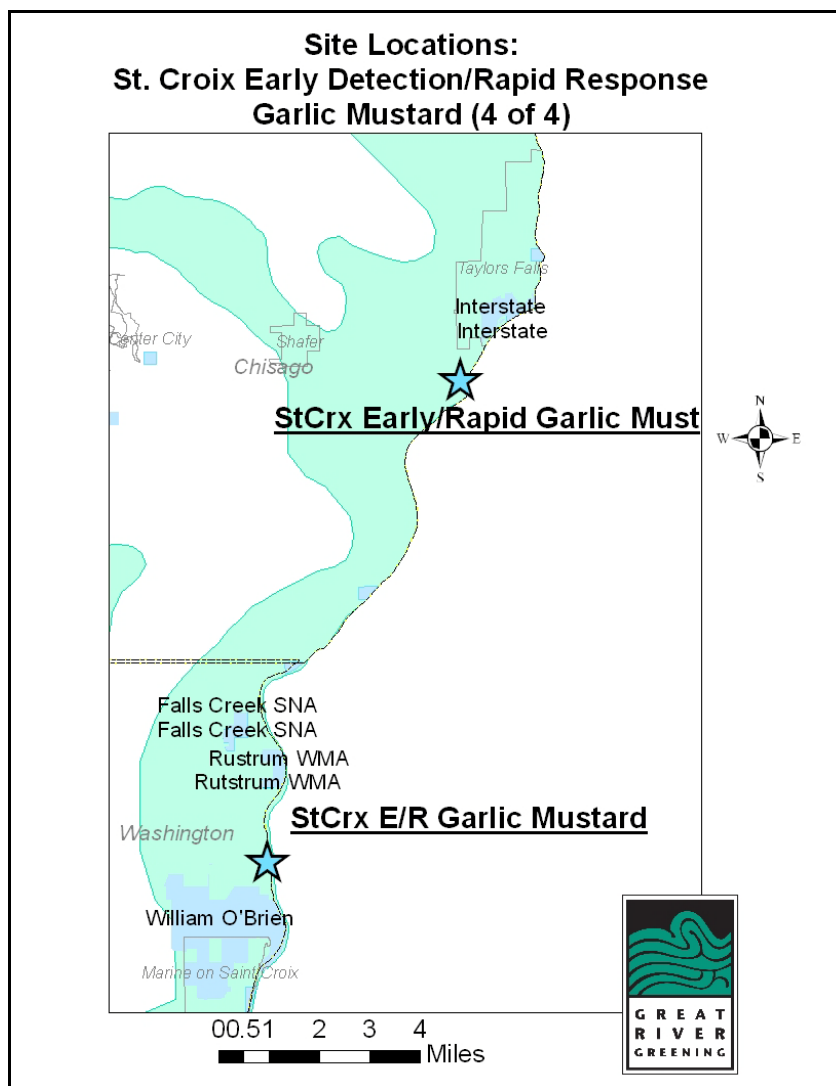 Site Locations:
St. Croix Early Detection/Rapid Response
Garlic Mustard (4 of 4)
Taylors Falls
Interstate
Interstate
Center City
Shafer
Chisago
StCrx Early/Rapid Garlic Must
N
W E
S
Falls Creek SNA
Falls Creek SNA
Rustrum WMA
Rutstrum WMA
StCrx E/R Garlic Mustard
Washington
William O'Brien
Marine on Saint Croix
00.51 2 3 4
Miles
GREAT
RIVER
GREENING